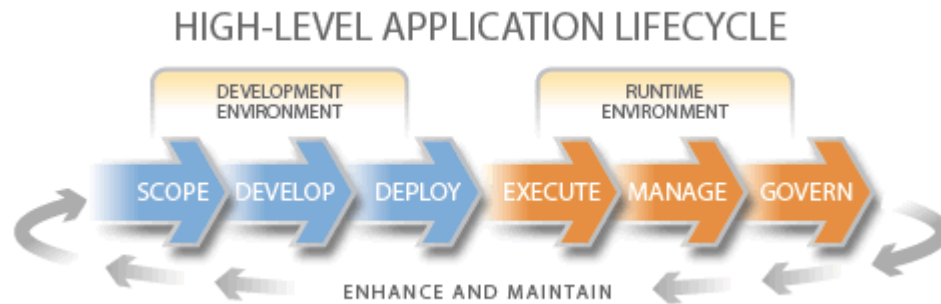 HIGH-LEVEL APPLICATION LIFECYCLE
DEVELOPMENT
ENVIRONMENT
RUNTIME
ENVIRONMENT
SCOPE DEVELOP DEPLOY EXECUTE MANAGE GOVERN
ENHANCE AND MAINTAIN